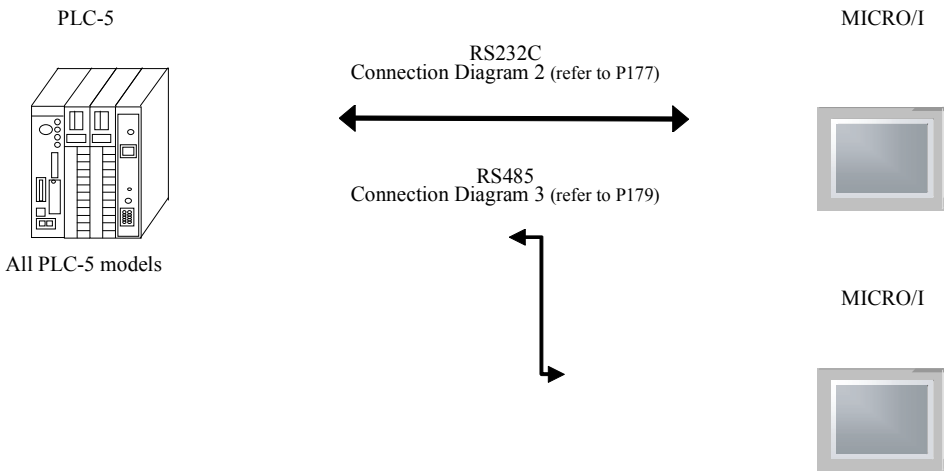 PLC-5
MICRO/I
RS232C
Connection Diagram 2 (refer to P177)
RS485
Connection Diagram 3 (refer to P179)
All PLC-5 models
MICRO/I